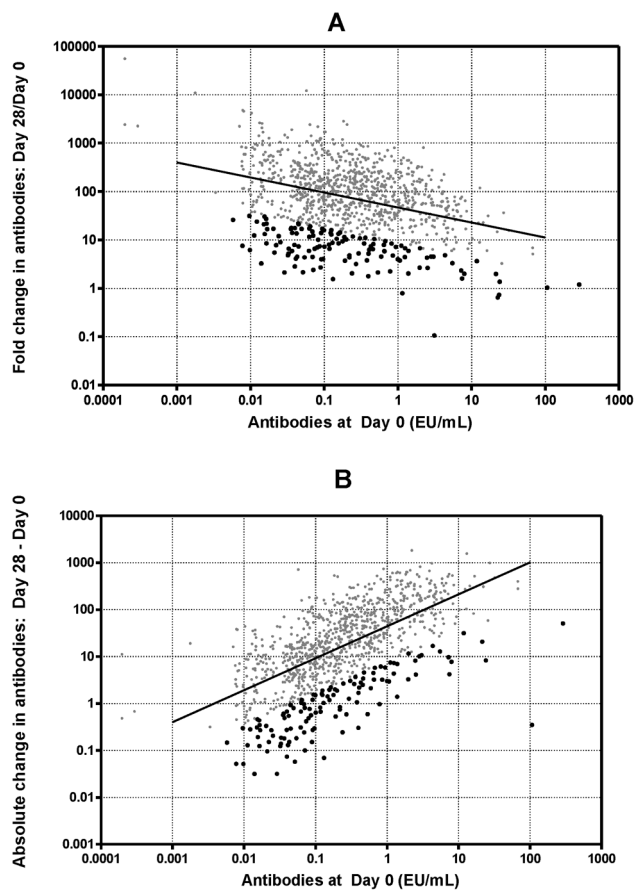 A
Fold change in antibodies: Day 28/Day 0
100000
10000
1000
100
10
1
0.1
0.01
0.0001 0.001 0.01 0.1 1 10 100 1000
Antibodies at Day 0 (EU/mL)
B
Absolute change in antibodies: Day 28 - Day 0
10000
1000
100
10
1
0.1
0.01
0.001
0.0001 0.001 0.01 0.1 1 10 100 1000
Antibodies at Day 0 (EU/mL)